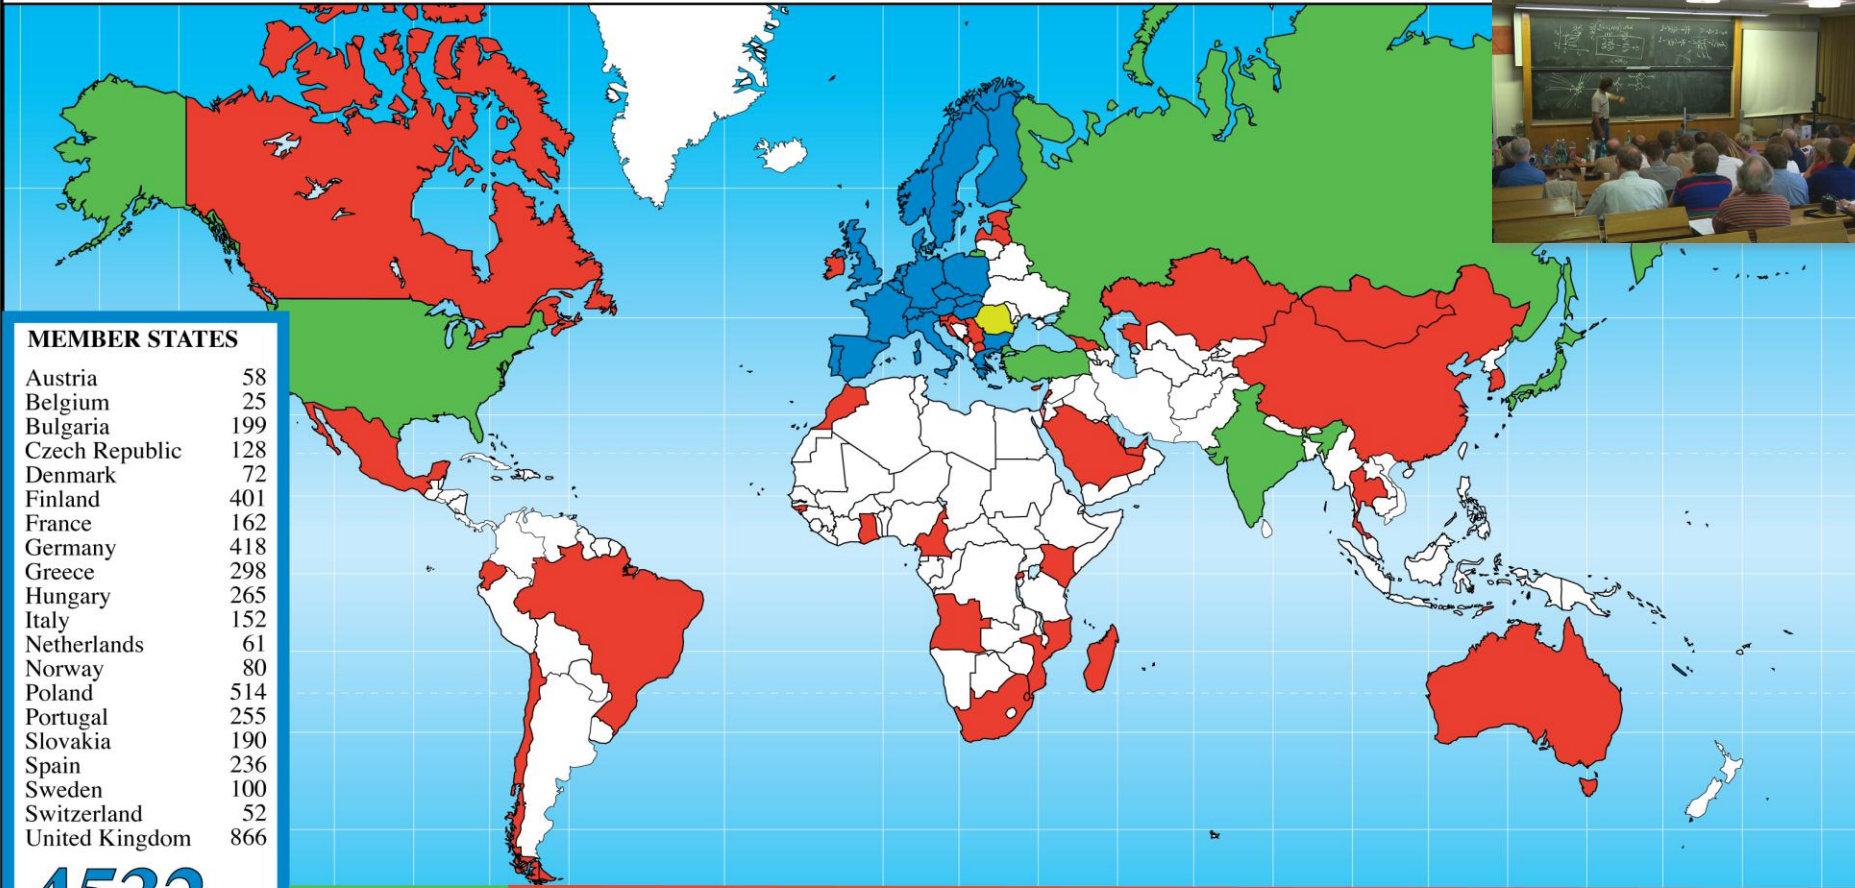 MEMBER STATES
Austria 58
Belgium 25
Bulgaria 199
Czech Republic 128
Denmark 72
Finland 401
France 162
Germany 418
Greece 298
Hungary 265
Italy 152
Netherlands 61
Norway 80
Poland 514
Portugal 255
Slovakia 190
Spain 236
Sweden 100
Switzerland 52
United Kingdom 866
4532